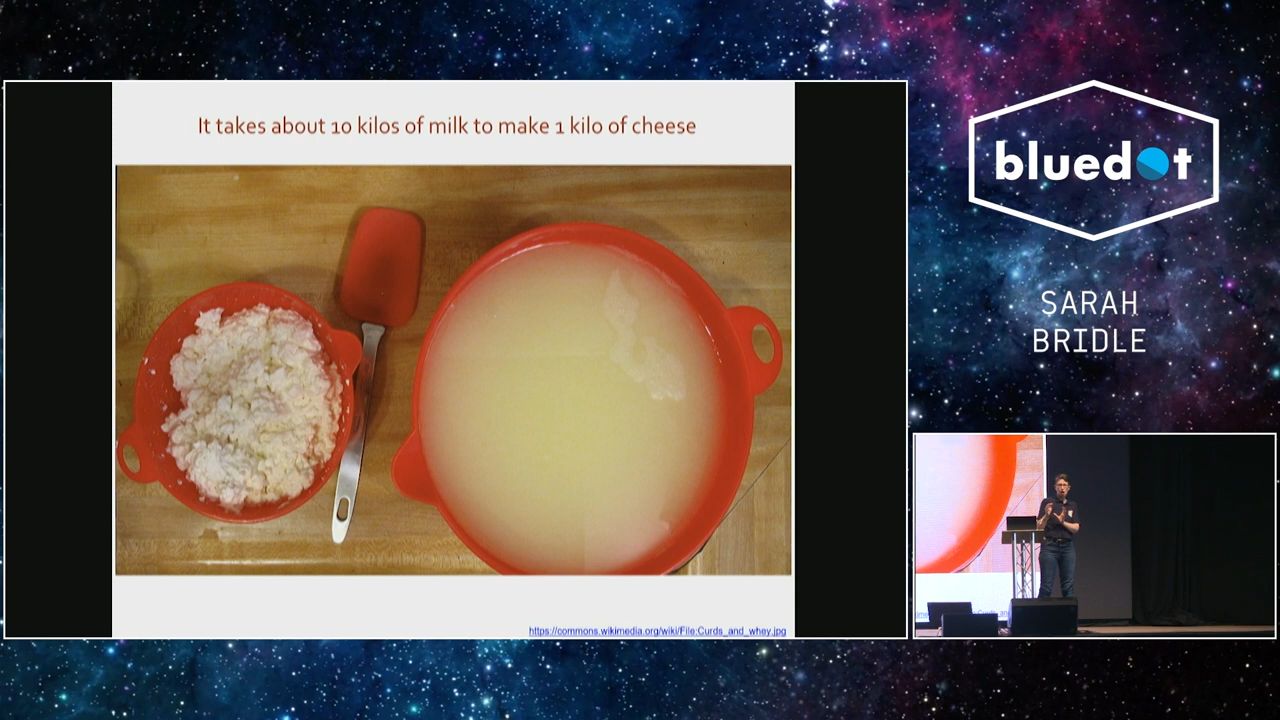 It takes about 10 kilos of milk to make 1 kilo of cheese
https://commons.wikimedia.org/wiki/File:Curds_and_whey.jpg
bluedot
SARAH
BRIDLE